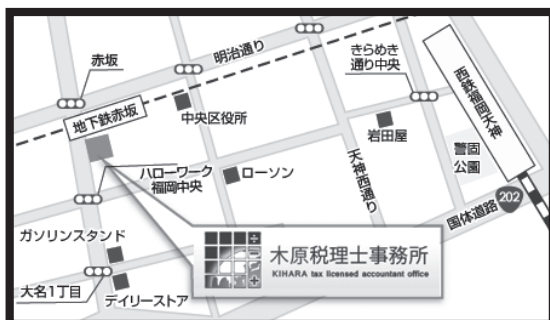 赤坂
明治通り
きらめき
通り中央
西鉄福岡天神
地下鉄赤坂
中央区役所
岩田屋
警固
公園
ハローワーク
福岡中央
ローソン
天神西通り
202
国体道路
ガソリンスタンド
木原税理士事務所
KIHARA tax licensed accountant office
大名1丁目
デイリーストア